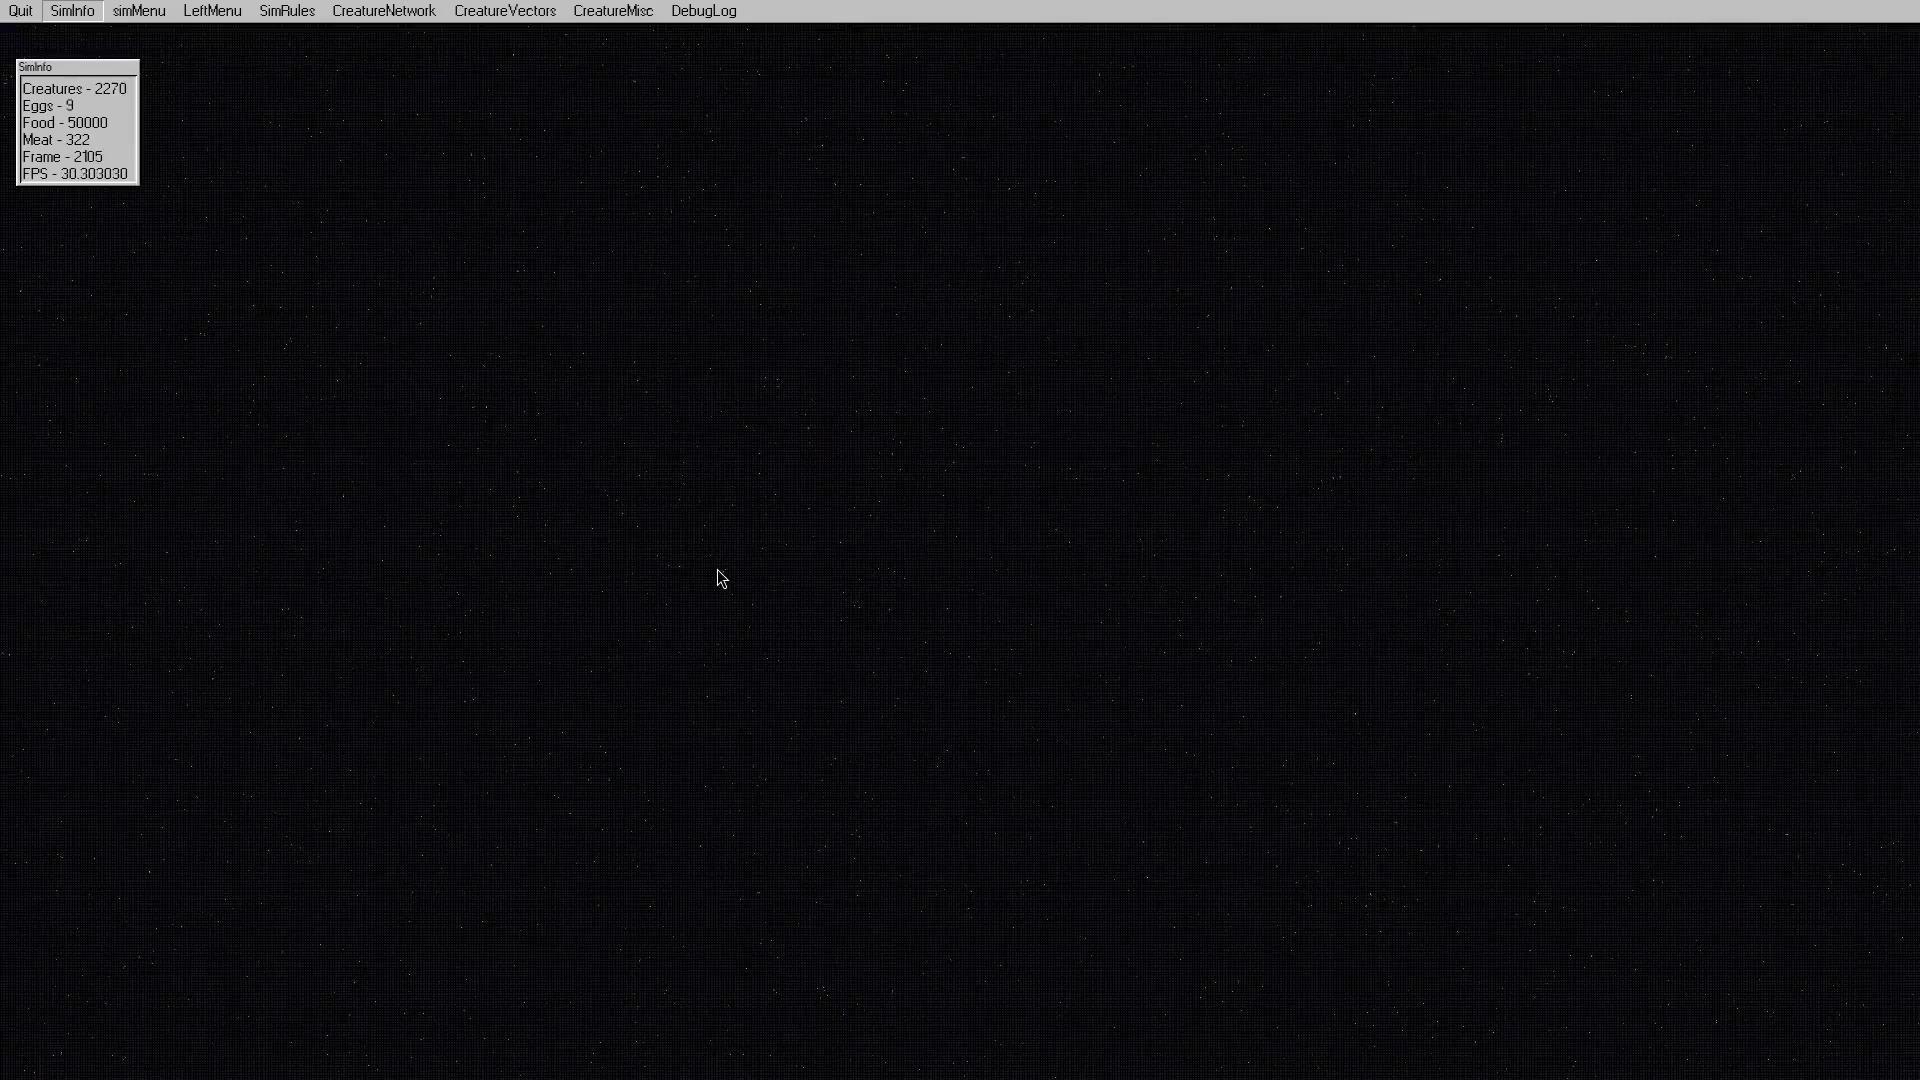 Quit SimInfo simMenu LeftMenu SimRules CreatureNetwork CreatureVectors CreatureMisc DebugLog
SimInfo
Creatures - 2270
Eggs - 9
Food - 50000
Meat - 322
Frame - 2105
FPS - 30.303030